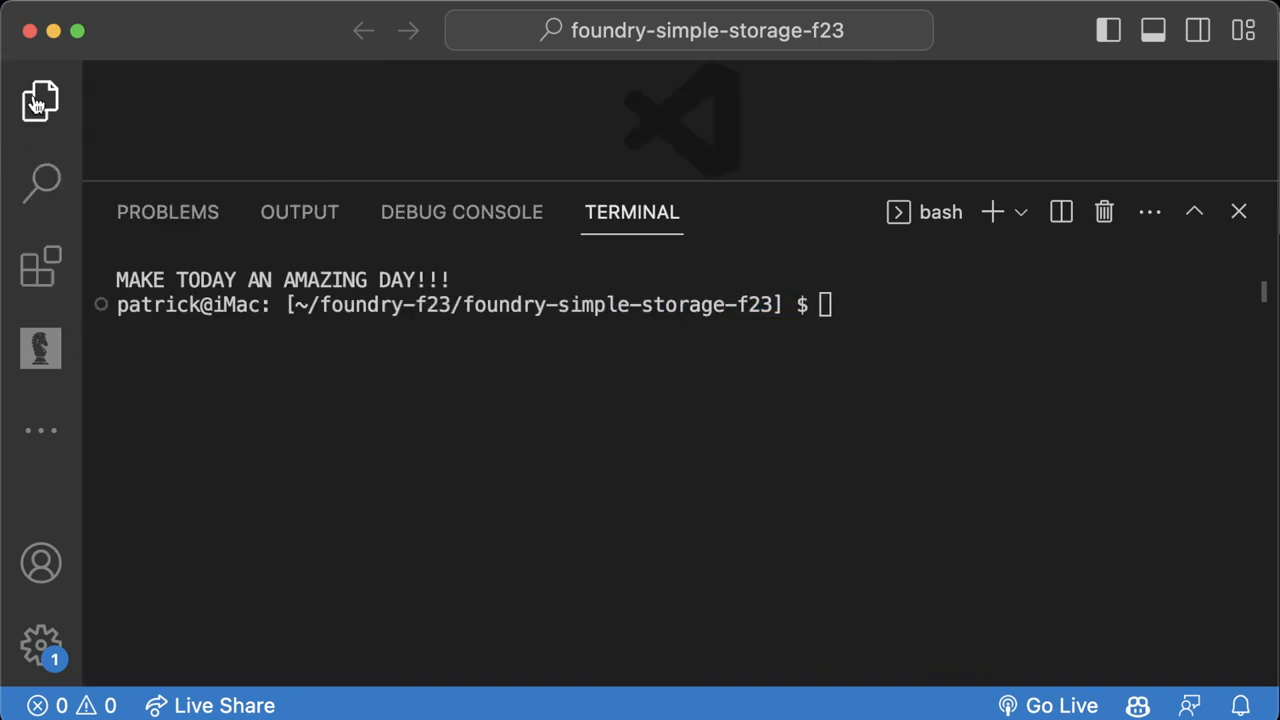 foundry-simple-storage-f23
PROBLEMS OUTPUT DEBUG CONSOLE TERMINAL bash
MAKE TODAY AN AMAZING DAY!!!
patrick@iMac: [~/foundry-f23/foundry-simple-storage-f23] $
1
0 0 Live Share Go Live